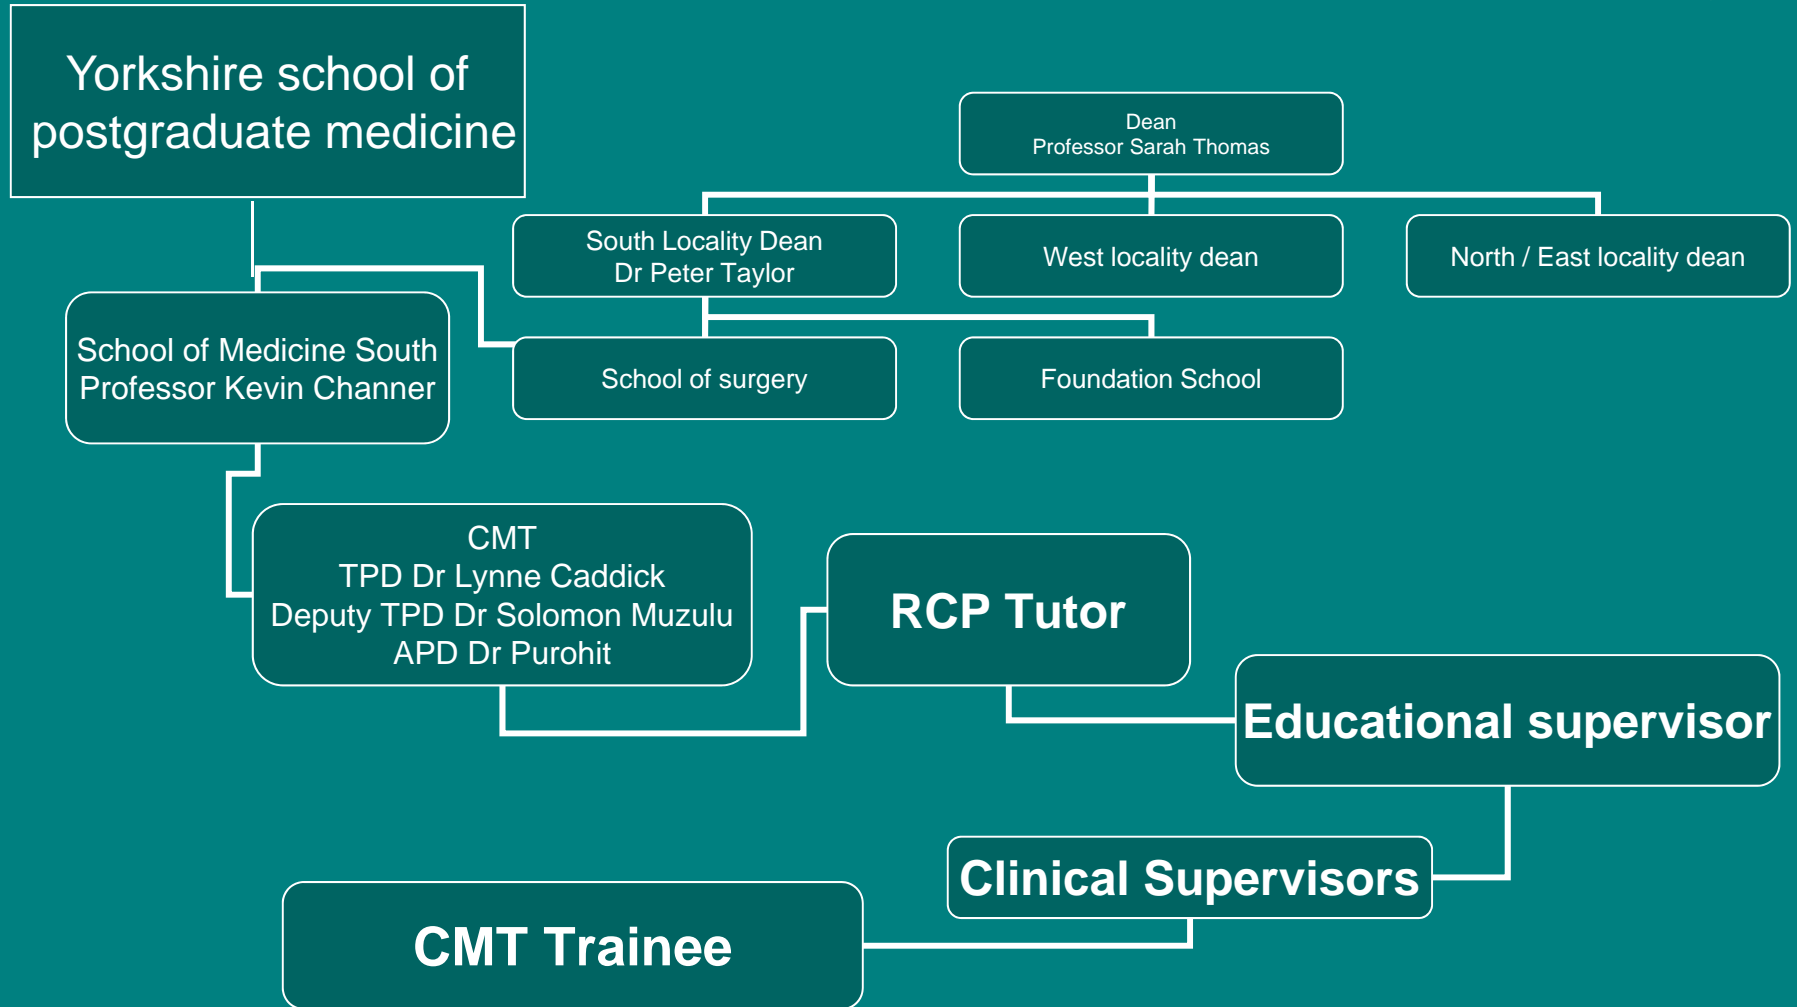 Yorkshire school of
postgraduate medicine
Dean
Professor Sarah Thomas
South Locality Dean
Dr Peter Taylor
West locality dean
North / East locality dean
School of Medicine South
Professor Kevin Channer
School of surgery
Foundation School
CMT
TPD Dr Lynne Caddick
Deputy TPD Dr Solomon Muzulu
APD Dr Purohit
RCP Tutor
Educational supervisor
Clinical Supervisors
CMT Trainee